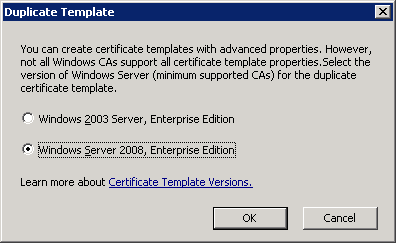 Duplicate Template
You can create certificate templates with advanced properties. However,
not all Windows CAs support all certificate template properties.Select the
version of Windows Server (minimum supported CAs) for the duplicate
certificate template.
Windows 2003 Server, Enterprise Edition
Windows Server 2008, Enterprise Edition
Learn more about Certificate Template Versions.
OK
Cancel